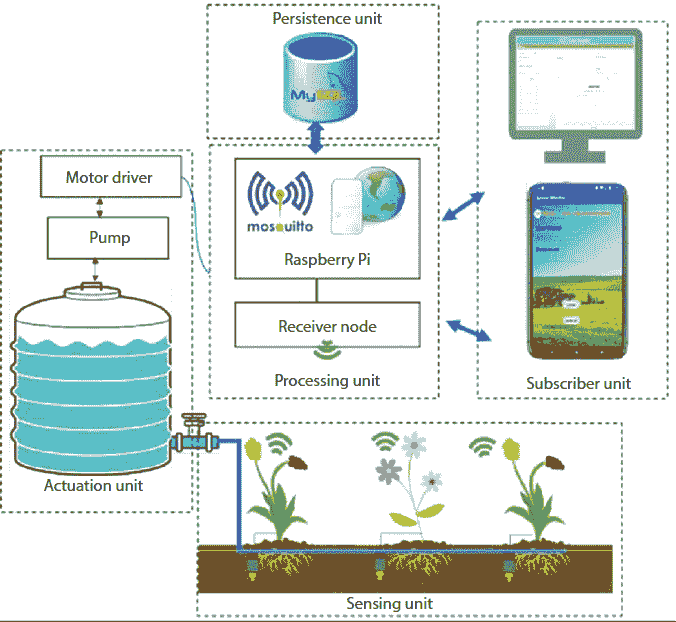 Persistence unit
Motor driver
Pump
mosquitto
Raspberry Pi
Receiver node
Processing unit
Subscriber unit
Actuation unit
Sensing unit